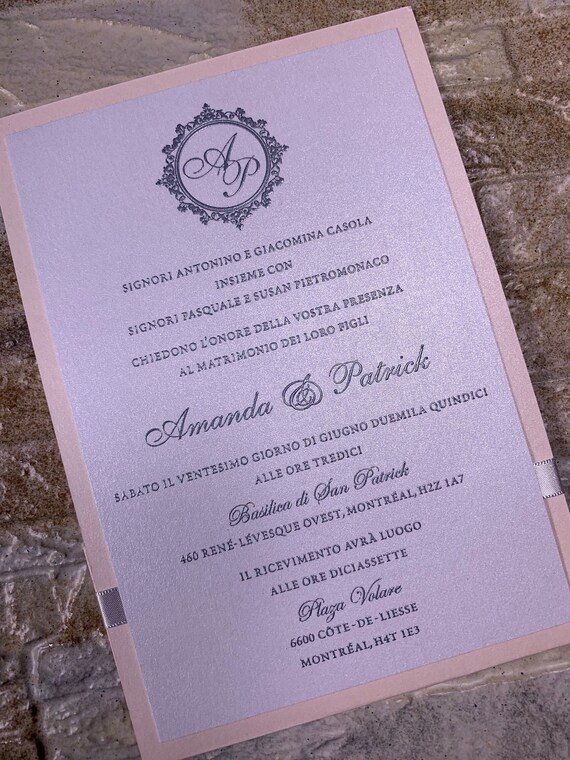 AP
SIGNORI ANTONINO E GIACOMINA CASOLA
INSIEME CON
SIGNORI PASQUALE E SUSAN PIETROMONACO
CHIEDONO L'ONORE DELLA VOSTRA PRESENZA
AL MATRIMONIO DEI LORO FIGLI
Amanda & Patrick
SABATO IL VENTESIMO GIORNO DI GIUGNO DUEMILA QUINDICI
ALLE ORE TREDICI
Basilica di San Patrick
460 RENÉ-LÉVESQUE OVEST, MONTRÉAL, H2Z 1A7
IL RICEVIMENTO AVRÀ LUOGO
ALLE ORE DICIASSETTE
Plaza Volare
6600 CÔTE-DE-LIESSE
MONTRÉAL, H4T 1E3